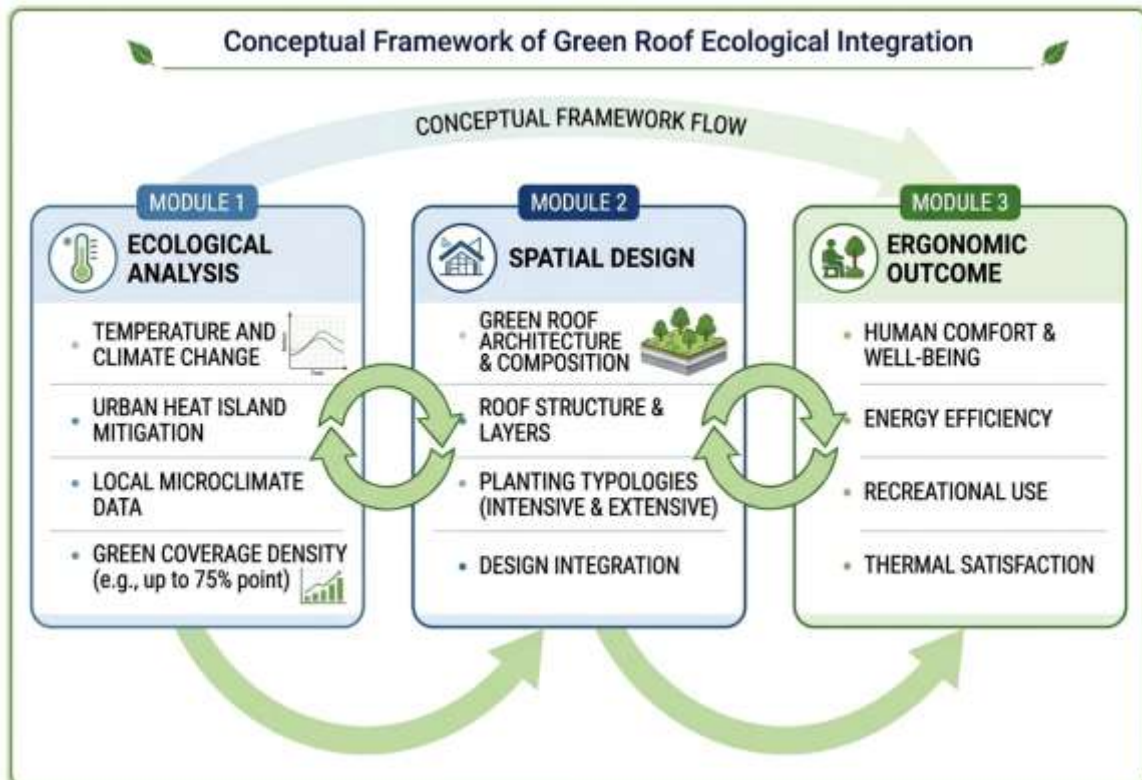 Conceptual Framework of Green Roof Ecological Integration
CONCEPTUAL FRAMEWORK FLOW
MODULE 1
ECOLOGICAL
ANALYSIS
TEMPERATURE AND
CLIMATE CHANGE
URBAN HEAT ISLAND
MITIGATION
LOCAL MICROCLIMATE
DATA
GREEN COVERAGE DENSITY
(e.g., up to 75% point)
MODULE 2
SPATIAL DESIGN
GREEN ROOF
ARCHITECTURE
& COMPOSITION
ROOF STRUCTURE &
LAYERS
PLANTING TYPOLOGIES
(INTENSIVE & EXTENSIVE)
DESIGN INTEGRATION
MODULE 3
ERGONOMIC
OUTCOME
HUMAN COMFORT &
WELL-BEING
ENERGY EFFICIENCY
RECREATIONAL USE
THERMAL SATISFACTION